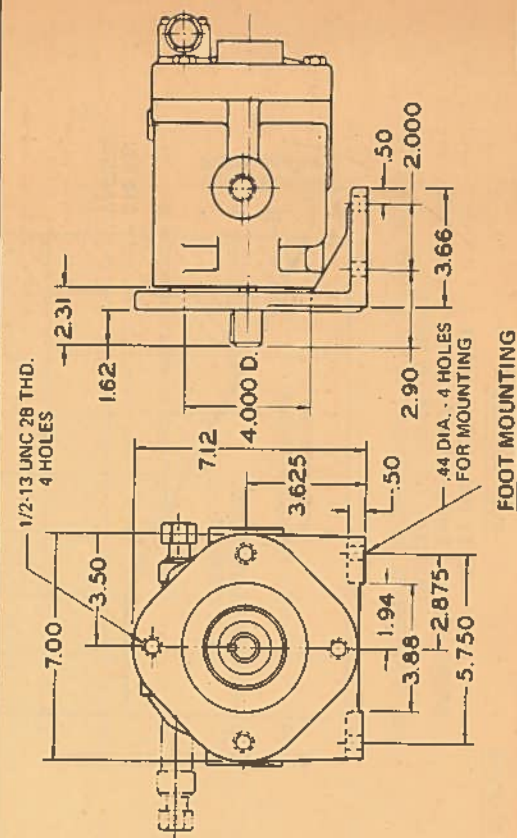 1/2-13 UNC 2B THD.
4 HOLES
7.00
3.50
1.62
2.31
4.000 D.
7.12
3.625
.50
.50
2.000
3.66
2.90
1.94
3.88
2.875
5.750
.44 DIA. - 4 HOLES
FOR MOUNTING
FOOT MOUNTING